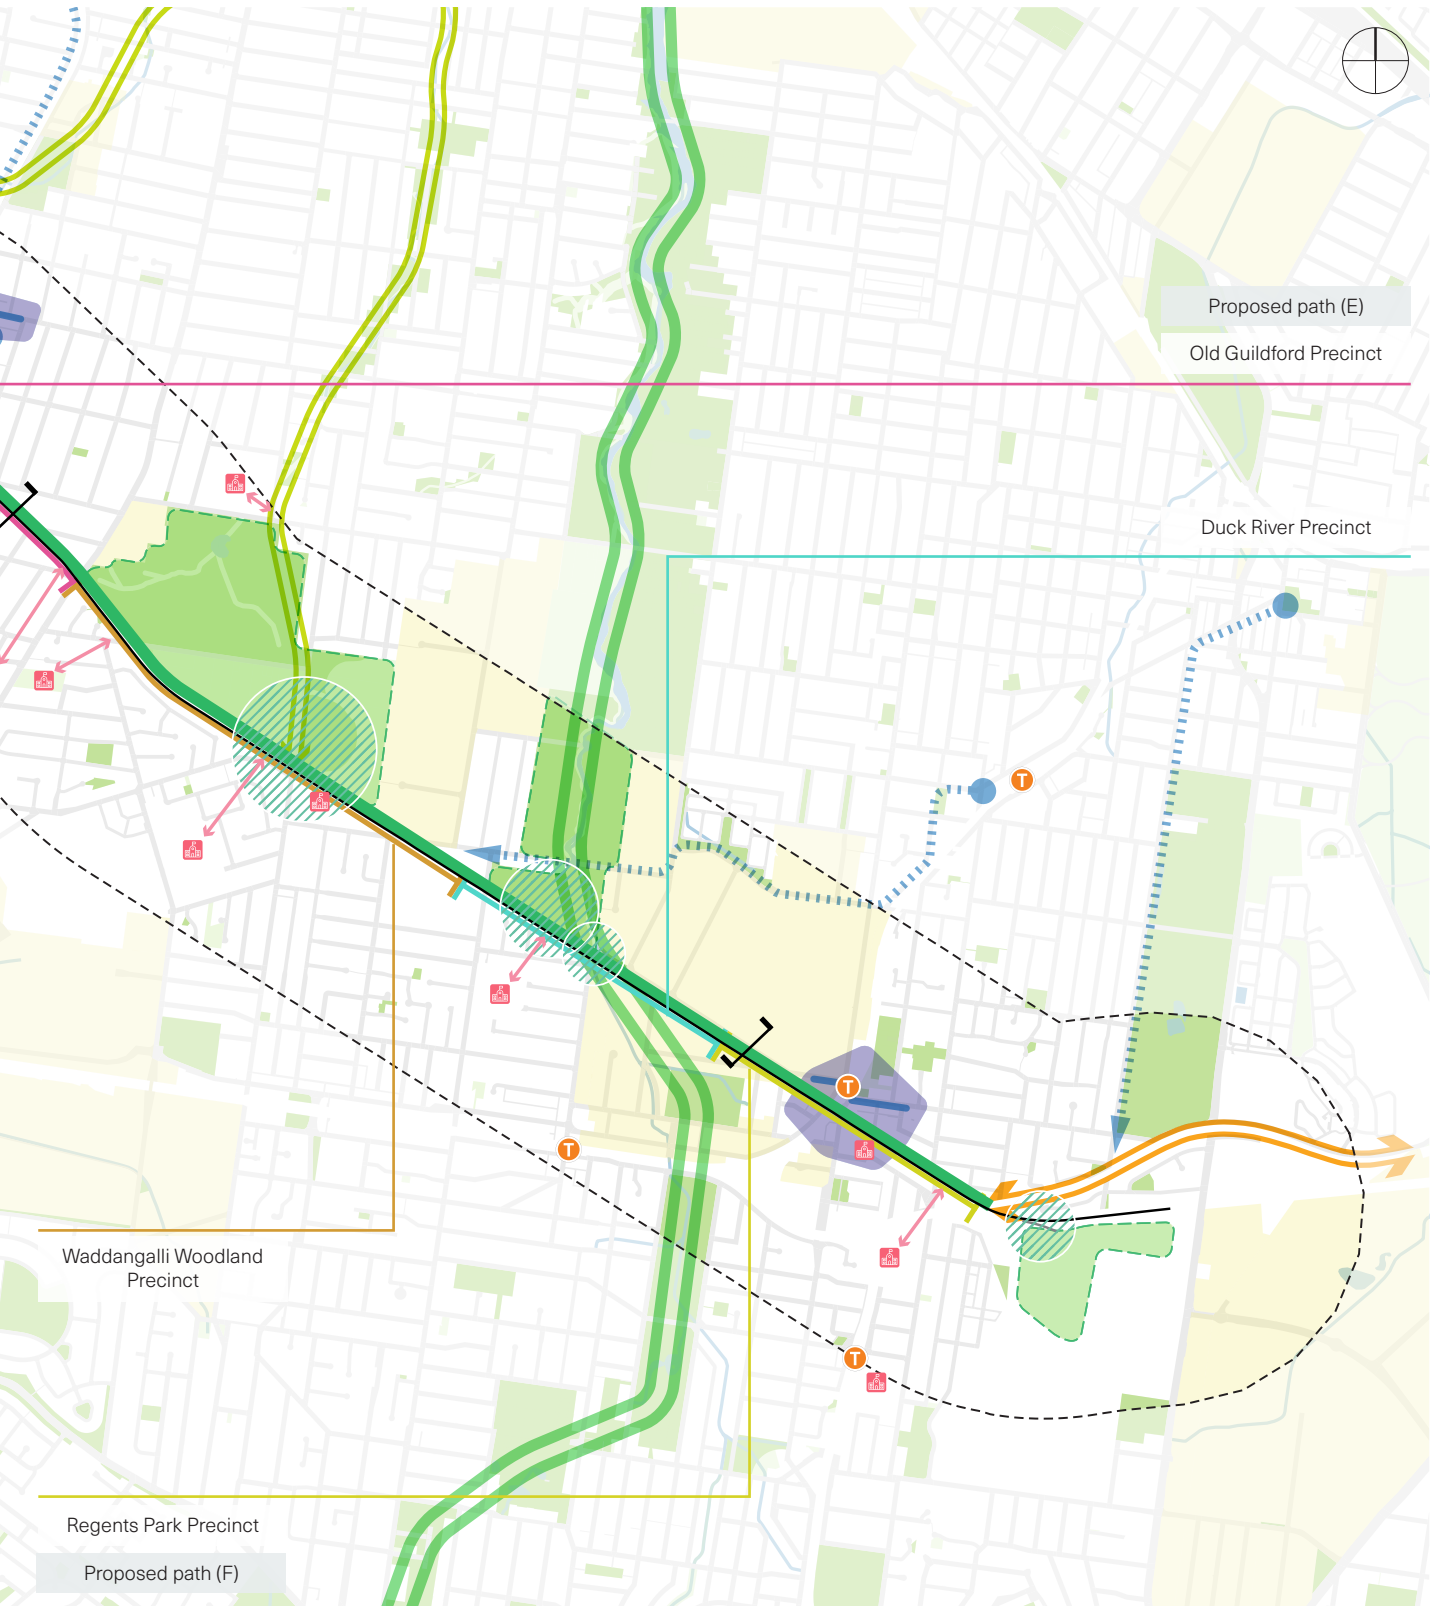 Proposed path (E)
Old Guildford Precinct
Duck River Precinct
T
T
T
Waddangalli Woodland
Precinct
T
Regents Park Precinct
Proposed path (F)